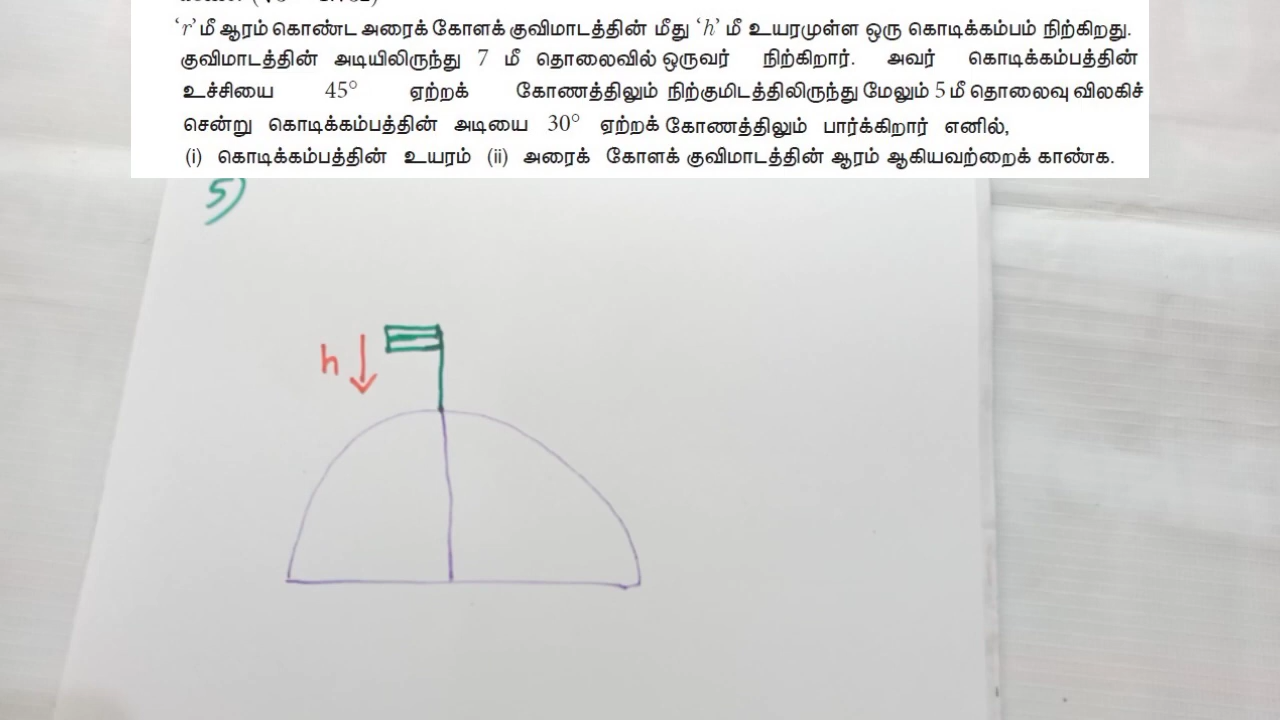 'r' மீ ஆரம் கொண்ட அரைக் கோளக் குவிமாடத்தின் மீது 'h' மீ உயரமுள்ள ஒரு கொடிக்கம்பம் நிற்கிறது.
குவிமாடத்தின் அடியிலிருந்து 7 மீ தொலைவில் ஒருவர் நிற்கிறார். அவர் கொடிக்கம்பத்தின்
உச்சியை 45° ஏற்றக் கோணத்திலும் நிற்குமிடத்திலிருந்து மேலும் 5 மீ தொலைவு விலகிச்
சென்று கொடிக்கம்பத்தின் அடியை 30° ஏற்றக் கோணத்திலும் பார்க்கிறார் எனில்,
(i) கொடிக்கம்பத்தின் உயரம் (ii) அரைக் கோளக் குவிமாடத்தின் ஆரம் ஆகியவற்றைக் காண்க.
5)
h